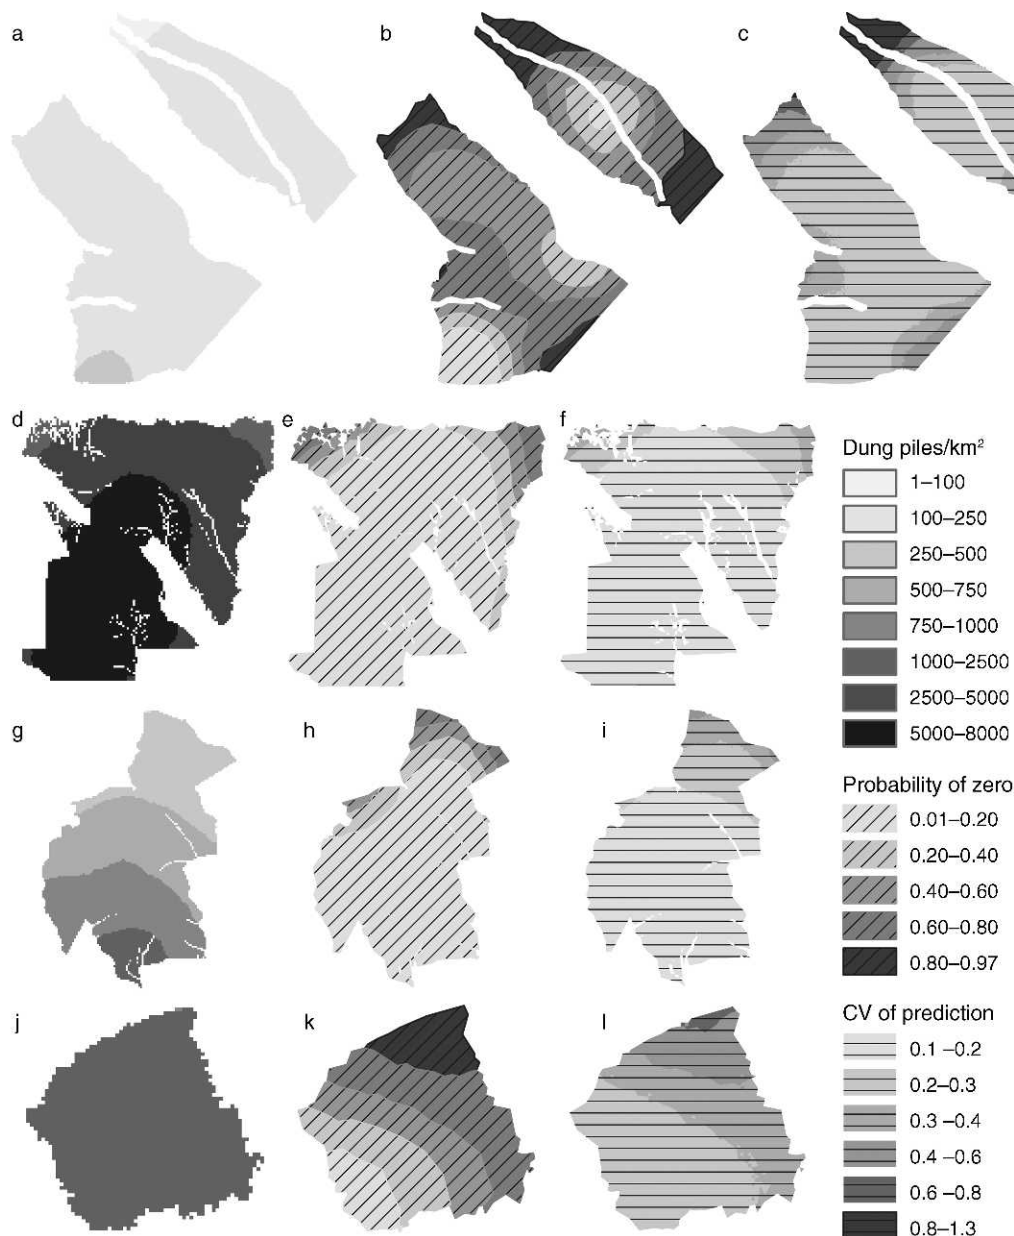 a
b
c
d
e
f
Dung piles/km²
1–100
100–250
250–500
500–750
750–1000
1000–2500
2500–5000
5000–8000
g
h
i
Probability of zero
0.01–0.20
0.20–0.40
0.40–0.60
0.60–0.80
0.80–0.97
j
k
l
CV of prediction
0.1 –0.2
0.2–0.3
0.3 –0.4
0.4 –0.6
0.6 –0.8
0.8–1.3